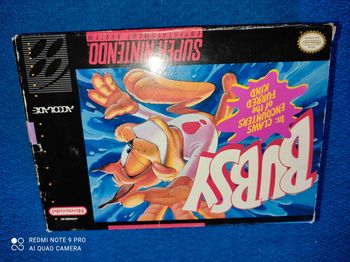 SUPER NINTENDO
ENTERTAINMENT SYSTEM
ACCOLADE
in: CLAWS
ENCOUNTERS
of the
FURRED
KIND
BUBSY
Nintendo
REDMI NOTE 9 PRO
AI QUAD CAMERA